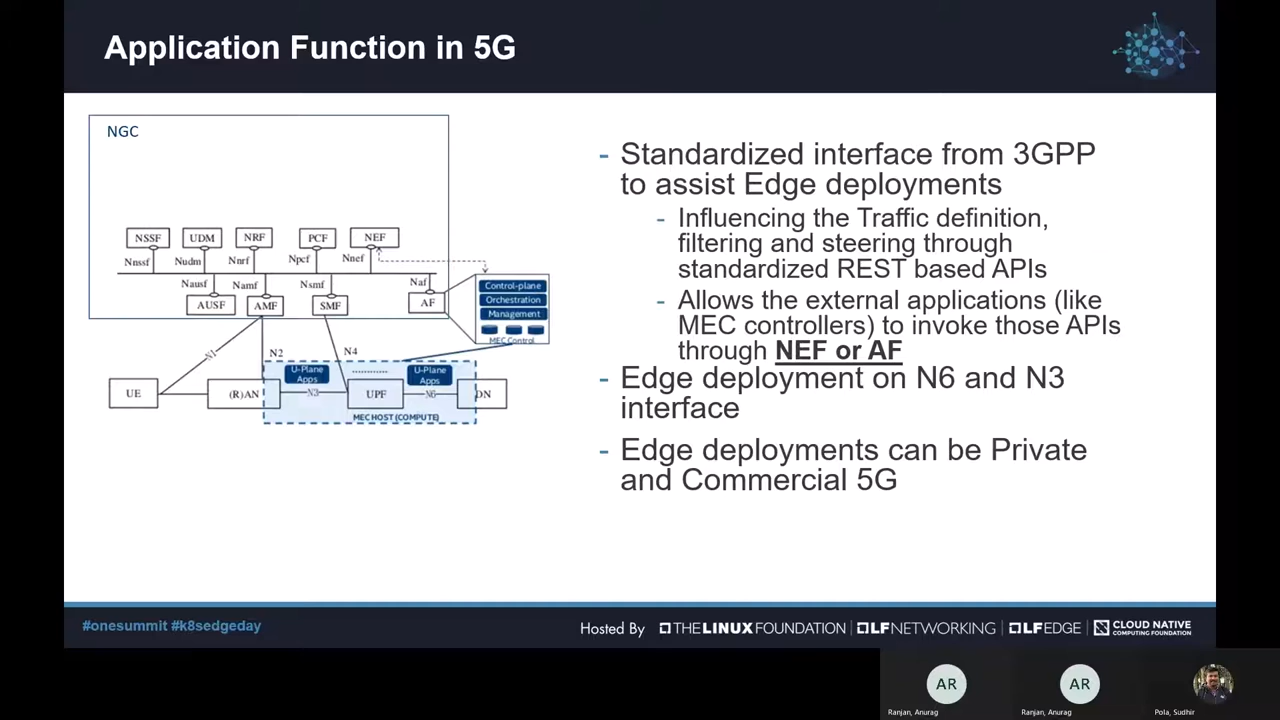 Application Function in 5G
NGC
NSSF
UDM
NRF
PCF
NEF
Nnssf
Nudm
Nnrf
Npcf
Nnef
Nausf
Namf
Nsmf
Naf
AUSF
AMF
SMF
AF
Control-plane
Orchestration
Management
MEC Control
N1
N2
N4
U-Plane
Apps
............
U-Plane
Apps
UE
(R)AN
N3
UPF
N6
DN
MEC HOST (COMPUTE)
- Standardized interface from 3GPP
to assist Edge deployments
- Influencing the Traffic definition,
filtering and steering through
standardized REST based APIs
- Allows the external applications (like
MEC controllers) to invoke those APIs
through NEF or AF
- Edge deployment on N6 and N3
interface
- Edge deployments can be Private
and Commercial 5G
#onesummit #k8sedgeday
Hosted By
THE LINUX FOUNDATION
LF NETWORKING
LF EDGE
CLOUD NATIVE
COMPUTING FOUNDATION
AR
AR
Ranjan, Anurag
Ranjan, Anurag
Pola, Sudhir